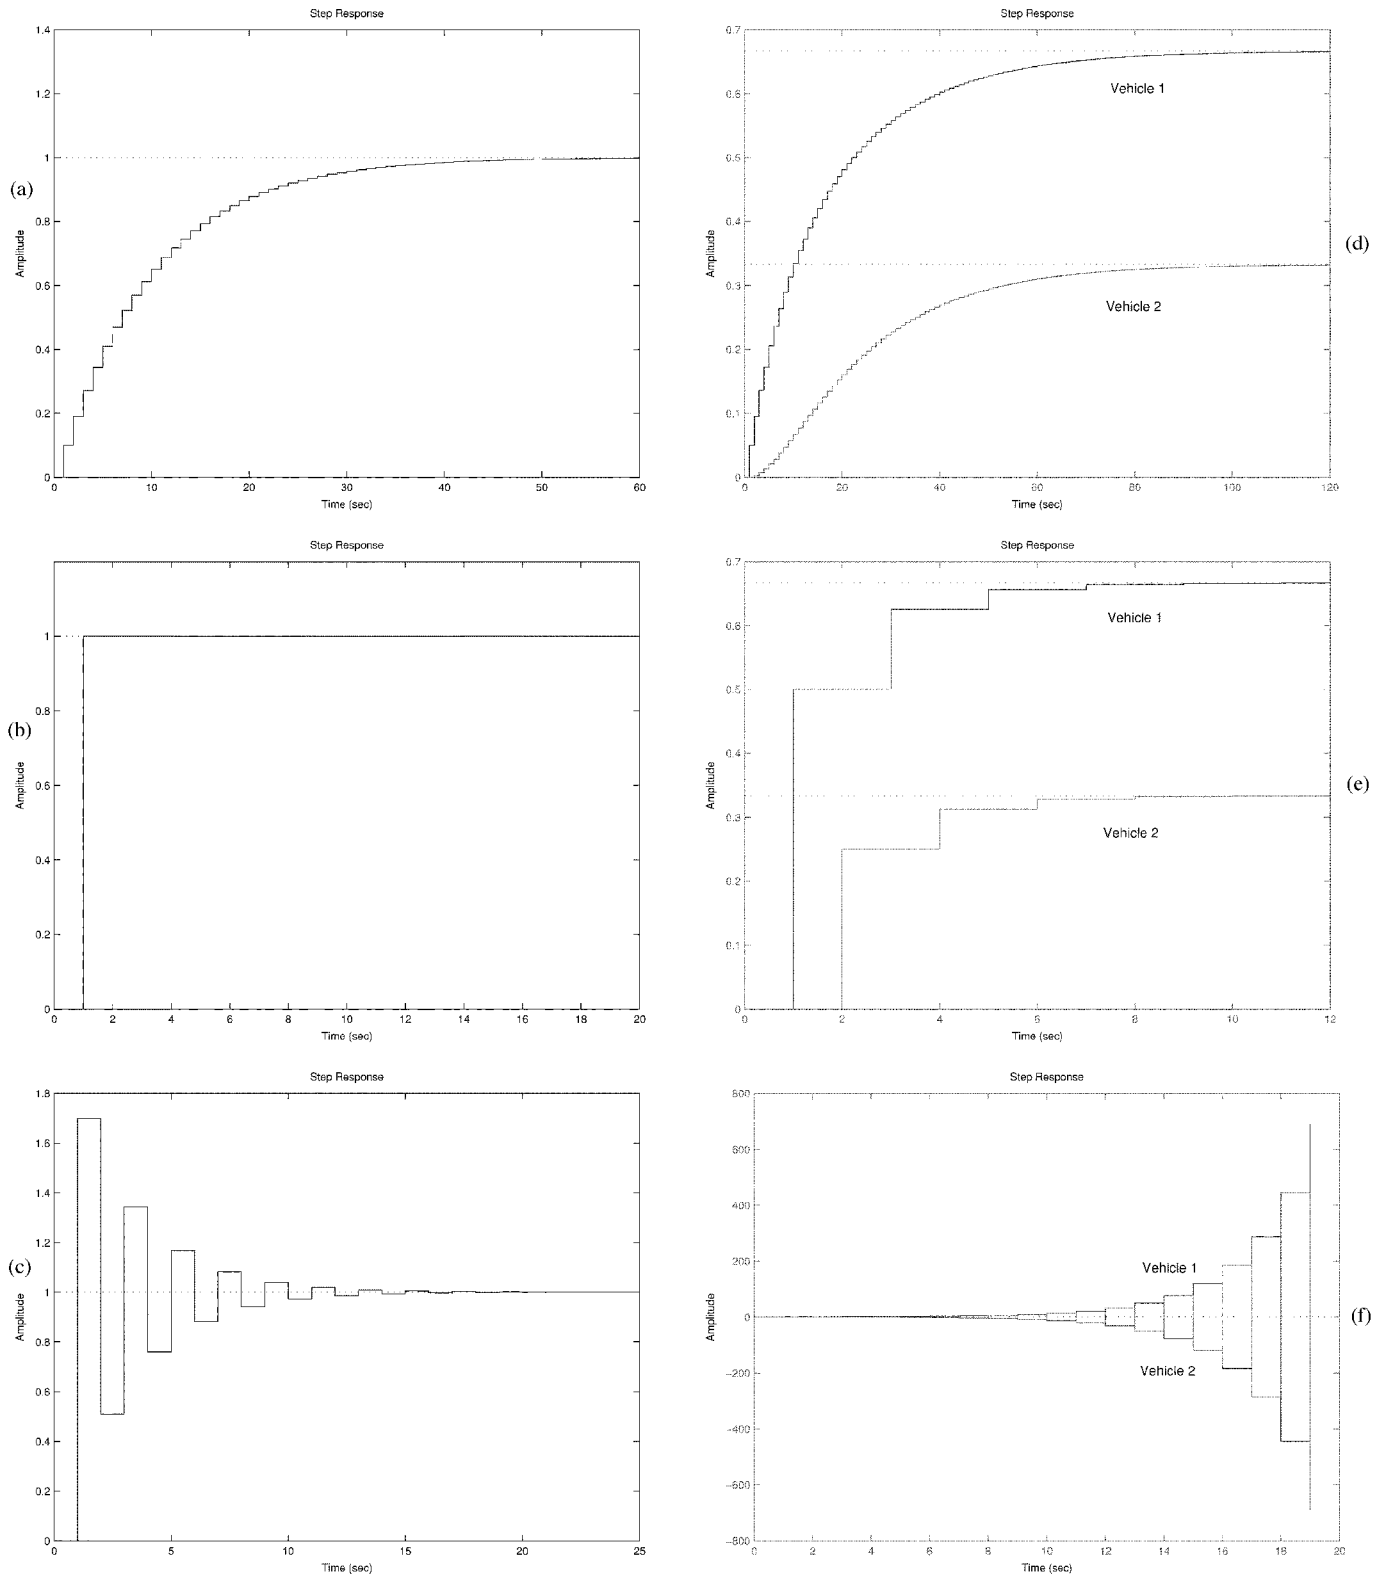 Step Response
1.4
1.2
1
0.8
0.6
0.4
0.2
0
Amplitude
(a)
0 10 20 30 40 50 60
Time (sec)
Step Response
0.7
0.6
0.5
0.4
0.3
0.2
0.1
0
Amplitude
Vehicle 1
Vehicle 2
(d)
0 20 40 60 80 100 120
Time (sec)
Step Response
1
0.8
0.6
0.4
0.2
0
Amplitude
(b)
0 2 4 6 8 10 12 14 16 18 20
Time (sec)
Step Response
0.7
0.6
0.5
0.4
0.3
0.2
0.1
0
Amplitude
Vehicle 1
Vehicle 2
(e)
0 2 4 6 8 10 12
Time (sec)
Step Response
1.8
1.6
1.4
1.2
1
0.8
0.6
0.4
0.2
0
Amplitude
(c)
0 5 10 15 20 25
Time (sec)
Step Response
800
600
400
200
0
-200
-400
-600
-800
Amplitude
Vehicle 1
Vehicle 2
(f)
0 2 4 6 8 10 12 14 16 18 20
Time (sec)